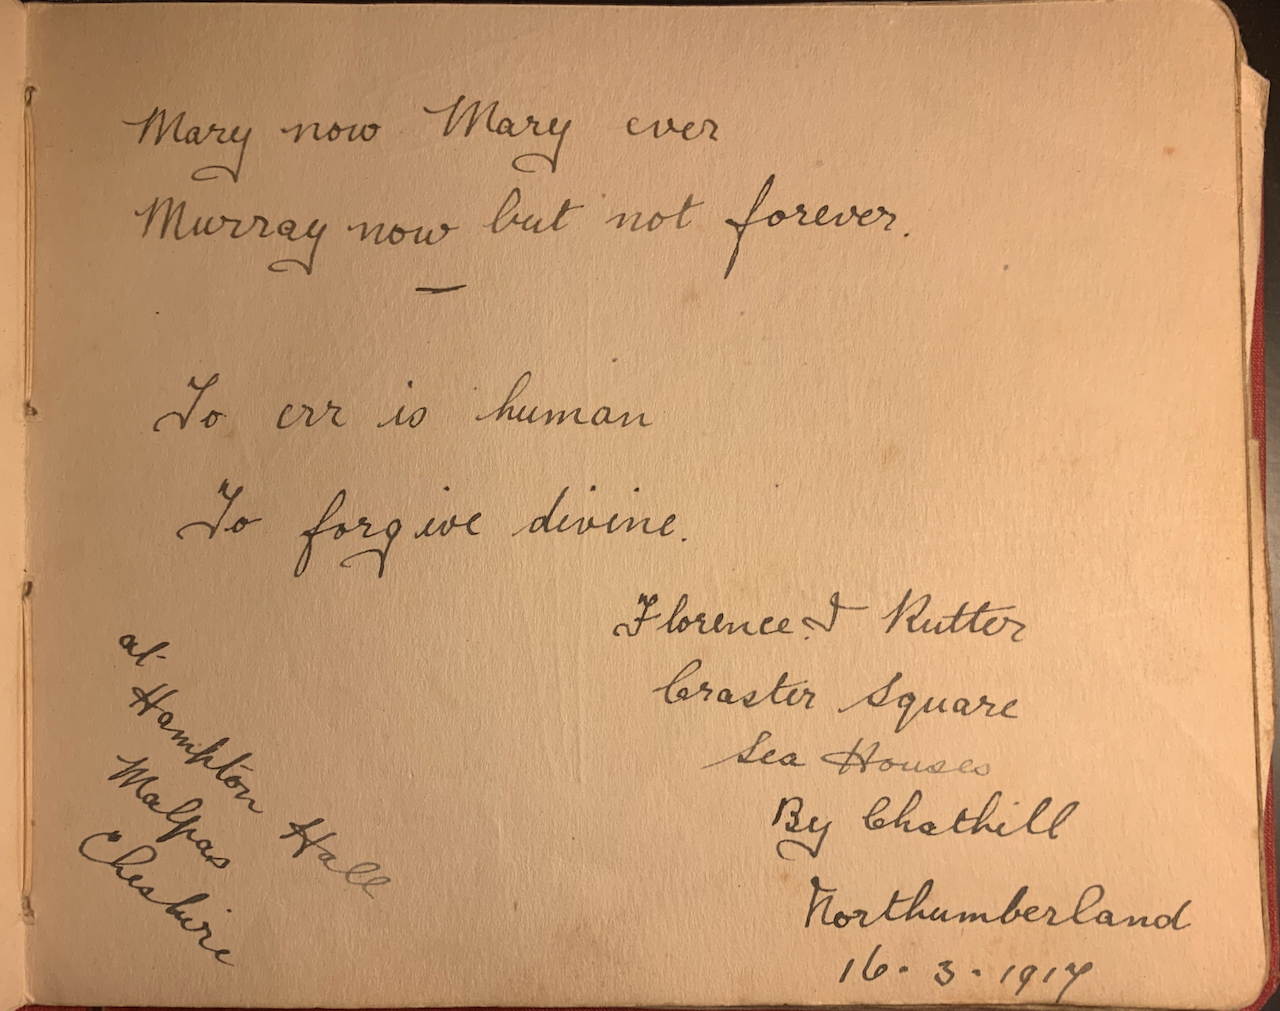 Mary now Mary ever
Murray now but not forever.
To err is human
To forgive divine.
Florence. I Rutter
Craster Square
Sea Houses
By Chathill
Northumberland
16. 3. 1917
at
Hampton Hall
Malpas
Cheshire